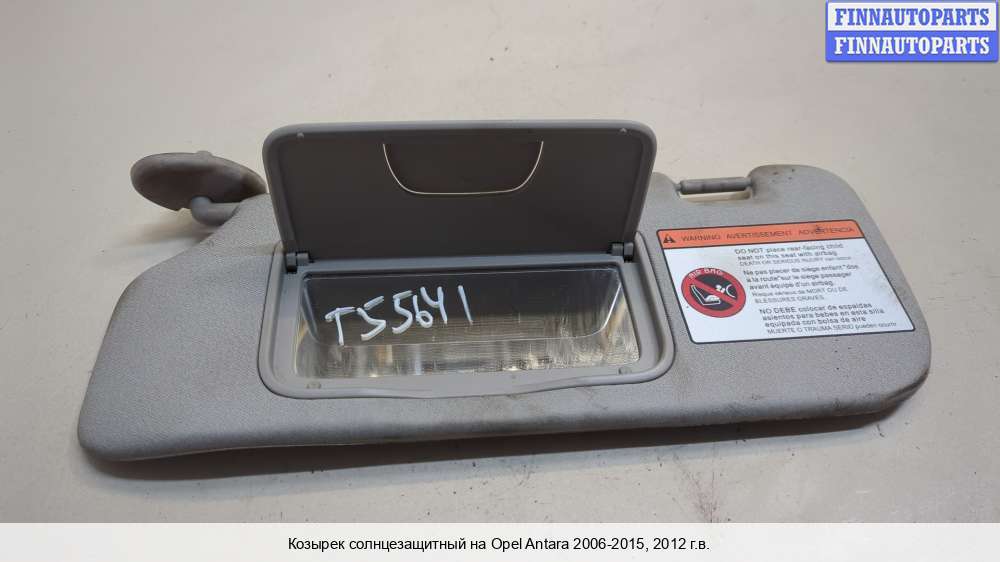 FINNAUTOPARTS
FINNAUTOPARTS
WARNING AVERTISSEMENT ADVERTENCIA
DO NOT place rear-facing child
seat on this seat with airbag
DEATH OR SERIOUS INJURY can occur
AIR BAG
Ne pas placer de siège enfant "dos
à la route" sur le siège passager
avant équipé d'un airbag.
Risque sérieux de MORT OU DE
BLESSURES GRAVES.
NO DEBE colocar de espaldas
asientos para bebes en esta silla
equipada con bolsa de aire
MUERTE O TRAUMA SERIO pueden ocurrir
T55641
Козырек солнцезащитный на Opel Antara 2006-2015, 2012 г.в.